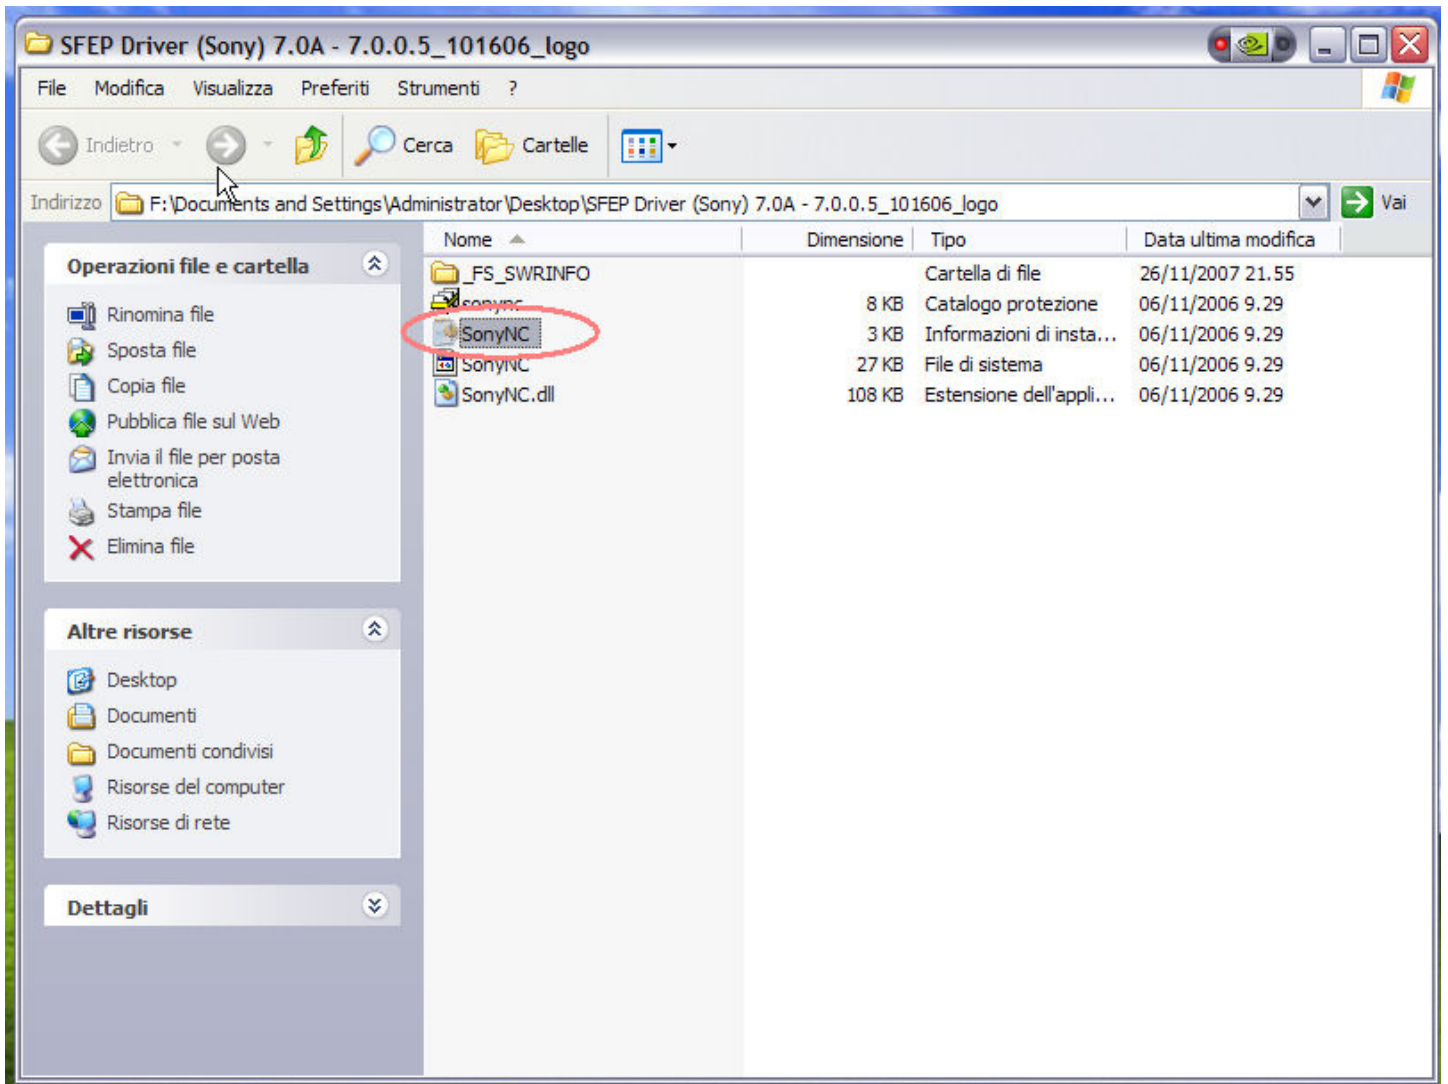 SFEP Driver (Sony) 7.0A - 7.0.0.5_101606_logo
File Modifica Visualizza Preferiti Strumenti ?
Indietro Cerca Cartelle
Indirizzo F:\Documents and Settings\Administrator\Desktop\SFEP Driver (Sony) 7.0A - 7.0.0.5_101606_logo Vai
Operazioni file e cartella
Rinomina file
Sposta file
Copia file
Pubblica file sul Web
Invia il file per posta
elettronica
Stampa file
Elimina file
Altre risorse
Desktop
Documenti
Documenti condivisi
Risorse del computer
Risorse di rete
Dettagli
Nome Dimensione Tipo Data ultima modifica
_FS_SWRINFO Cartella di file 26/11/2007 21.55
sonync 8 KB Catalogo protezione 06/11/2006 9.29
SonyNC 3 KB Informazioni di insta... 06/11/2006 9.29
SonyNC 27 KB File di sistema 06/11/2006 9.29
SonyNC.dll 108 KB Estensione dell'appli... 06/11/2006 9.29